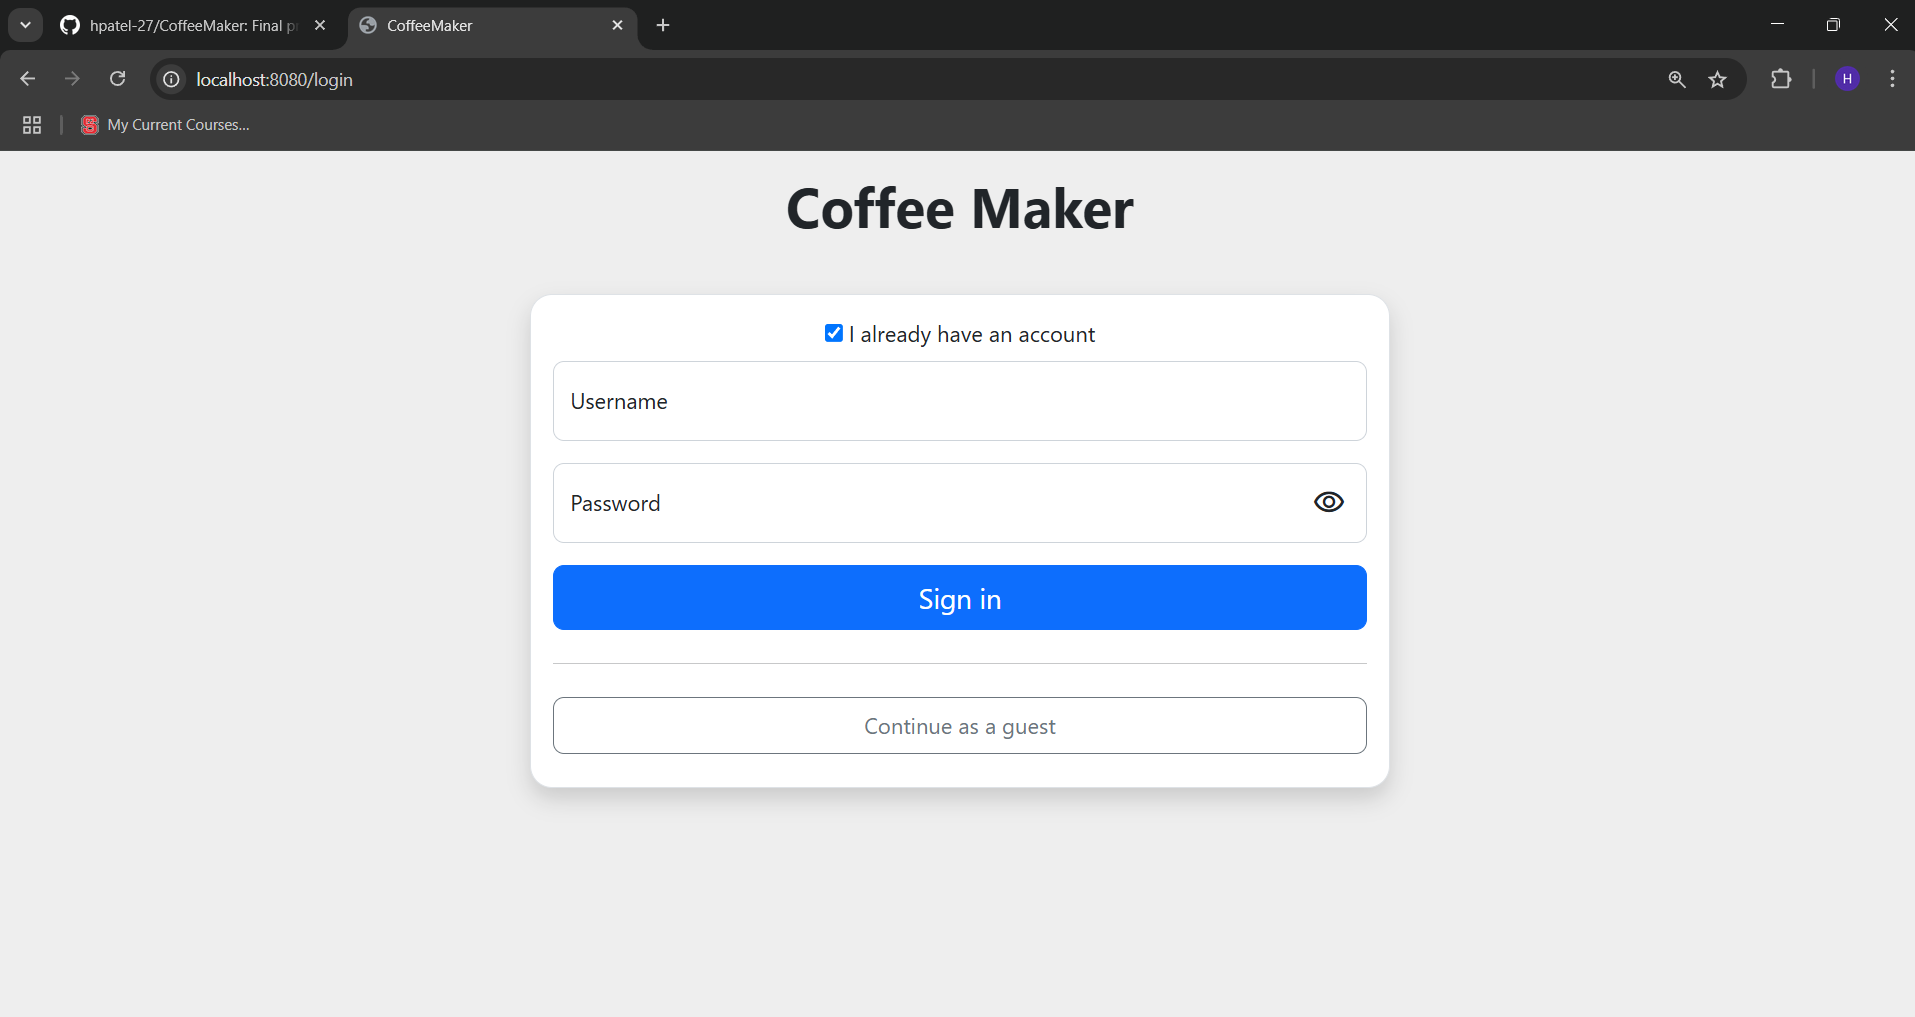 hpatel-27/CoffeeMaker: Final pr
CoffeeMaker
localhost:8080/login
H
My Current Courses...
Coffee Maker
I already have an account
Username
Password
Sign in
Continue as a guest